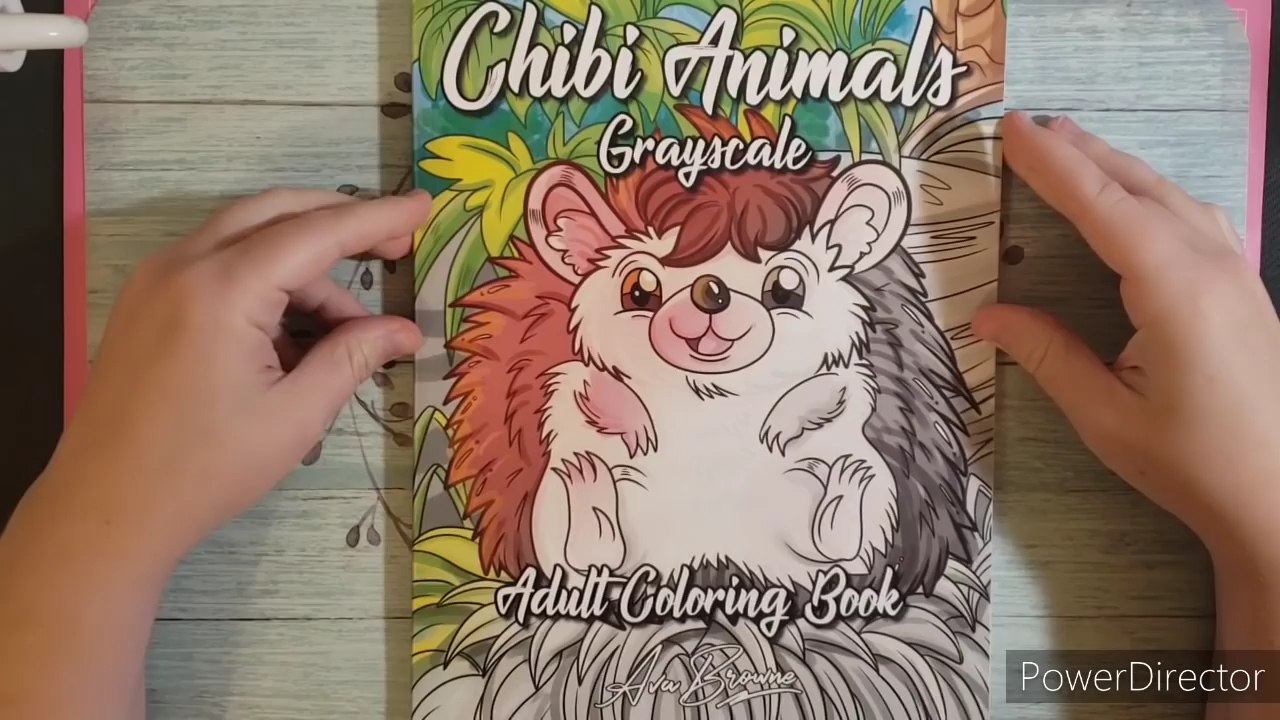 Chibi Animals
Grayscale
Adult Coloring Book
Ava Browne
PowerDirector